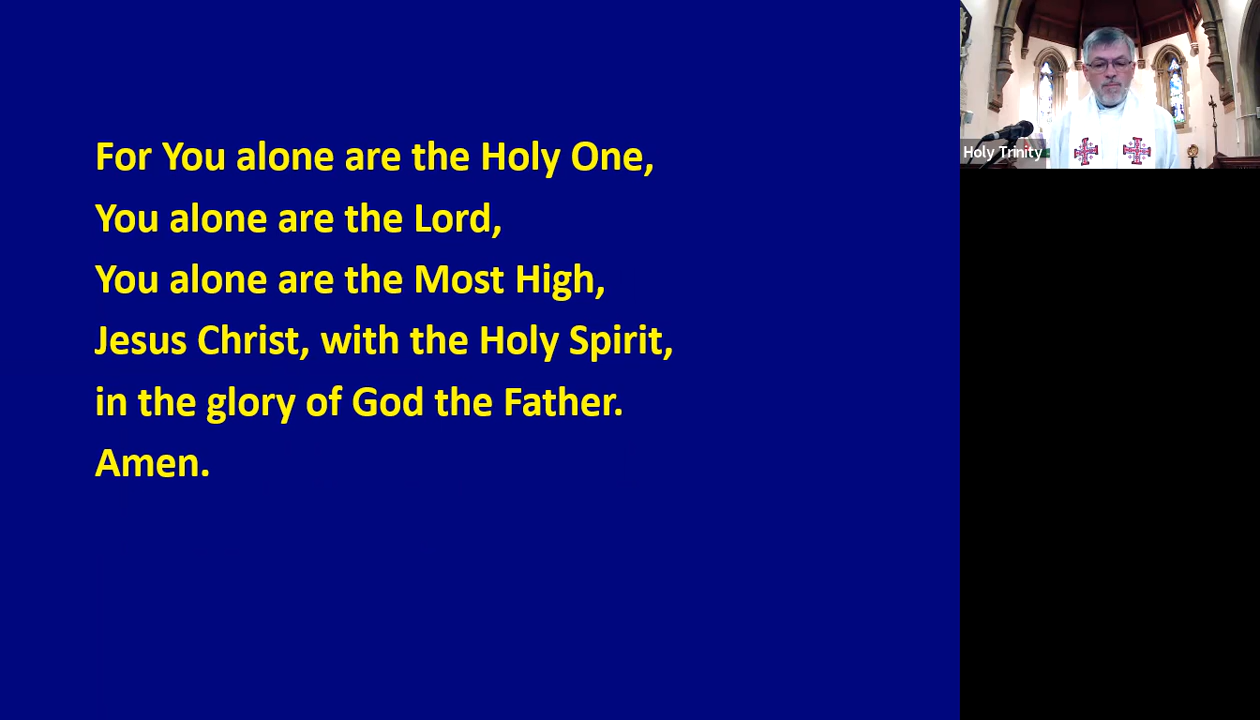 For You alone are the Holy One,
You alone are the Lord,
You alone are the Most High,
Jesus Christ, with the Holy Spirit,
in the glory of God the Father.
Amen.
Holy Trinity